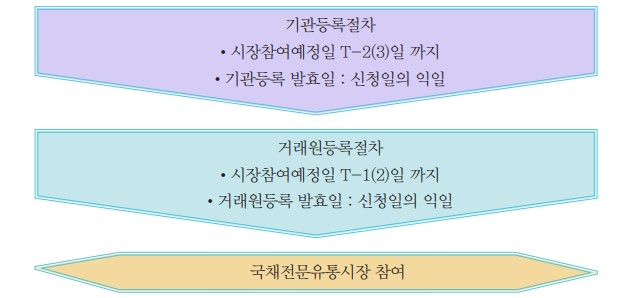 기관등록절차
• 시장참여예정일 T-2(3)일 까지
• 기관등록 발효일 : 신청일의 익일
거래원등록절차
• 시장참여예정일 T-1(2)일 까지
• 거래원등록 발효일 : 신청일의 익일
국채전문유통시장 참여